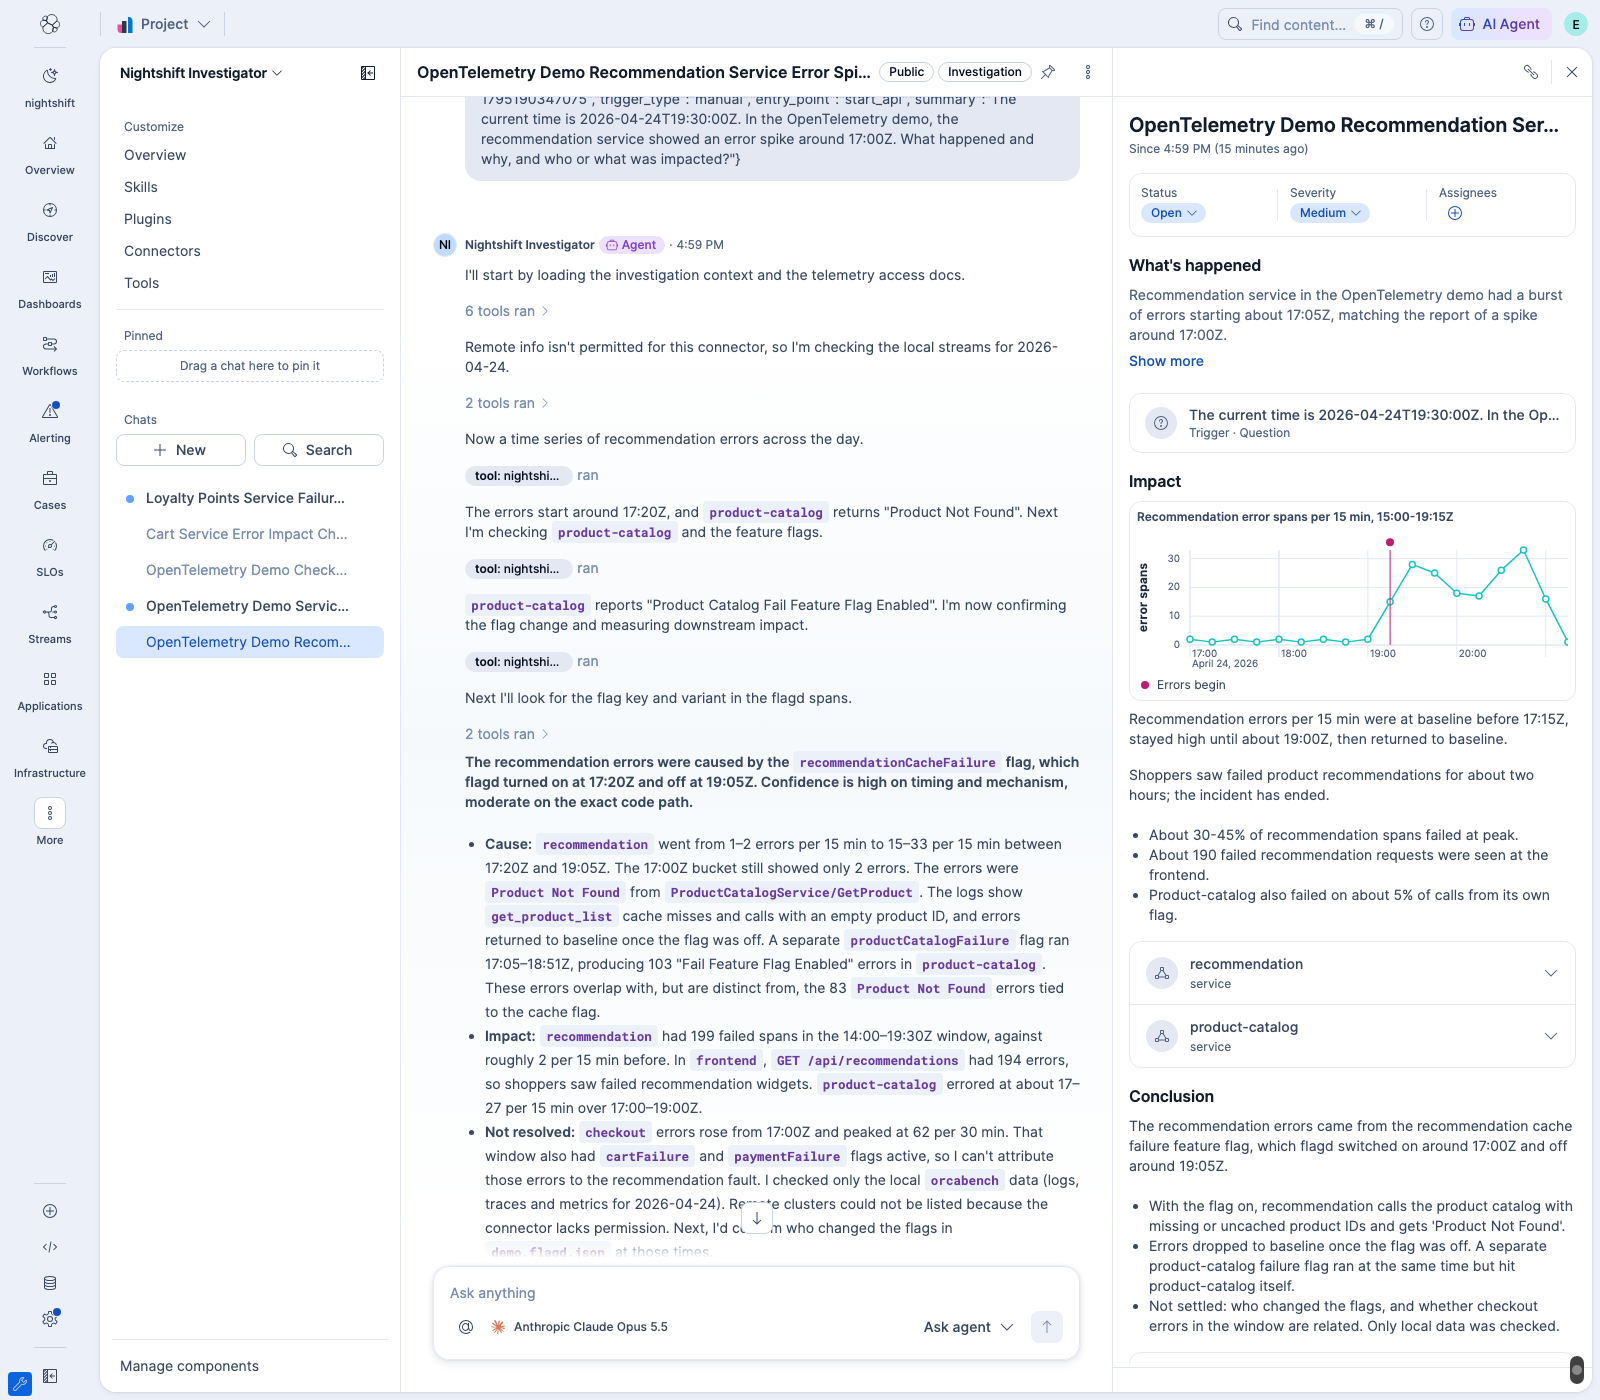 Project
Find content...
⌘ /
AI Agent
E
nightshift
Overview
Discover
Dashboards
Workflows
Alerting
Cases
SLOs
Streams
Applications
Infrastructure
More
Nightshift Investigator
Customize
Overview
Skills
Plugins
Connectors
Tools
Pinned
Drag a chat here to pin it
Chats
New
Search
Loyalty Points Service Failur...
Cart Service Error Impact Ch...
OpenTelemetry Demo Check...
OpenTelemetry Demo Servic...
OpenTelemetry Demo Recom...
Manage components
OpenTelemetry Demo Recommendation Service Error Spi...
Public
Investigation
1795190347075", trigger_type : manual", entry_point : start_api", summary : The
current time is 2026-04-24T19:30:00Z. In the OpenTelemetry demo, the
recommendation service showed an error spike around 17:00Z. What happened and
why, and who or what was impacted?"}
NI
Nightshift Investigator
Agent
· 4:59 PM
I'll start by loading the investigation context and the telemetry access docs.
6 tools ran
Remote info isn't permitted for this connector, so I'm checking the local streams for 2026-
04-24.
2 tools ran
Now a time series of recommendation errors across the day.
tool: nightshi... ran
The errors start around 17:20Z, and product-catalog returns "Product Not Found". Next
I'm checking product-catalog and the feature flags.
tool: nightshi... ran
product-catalog reports "Product Catalog Fail Feature Flag Enabled". I'm now confirming
the flag change and measuring downstream impact.
tool: nightshi... ran
Next I'll look for the flag key and variant in the flagd spans.
2 tools ran
The recommendation errors were caused by the recommendationCacheFailure flag, which
flagd turned on at 17:20Z and off at 19:05Z. Confidence is high on timing and mechanism,
moderate on the exact code path.
• Cause: recommendation went from 1–2 errors per 15 min to 15–33 per 15 min between
17:20Z and 19:05Z. The 17:00Z bucket still showed only 2 errors. The errors were
Product Not Found from ProductCatalogService/GetProduct. The logs show
get_product_list cache misses and calls with an empty product ID, and errors
returned to baseline once the flag was off. A separate productCatalogFailure flag ran
17:05–18:51Z, producing 103 "Fail Feature Flag Enabled" errors in product-catalog.
These errors overlap with, but are distinct from, the 83 Product Not Found errors tied
to the cache flag.
• Impact: recommendation had 199 failed spans in the 14:00–19:30Z window, against
roughly 2 per 15 min before. In frontend, GET /api/recommendations had 194 errors,
so shoppers saw failed recommendation widgets. product-catalog errored at about 17–
27 per 15 min over 17:00–19:00Z.
• Not resolved: checkout errors rose from 17:00Z and peaked at 62 per 30 min. That
window also had cartFailure and paymentFailure flags active, so I can't attribute
those errors to the recommendation fault. I checked only the local orcabench data (logs,
traces and metrics for 2026-04-24). Remote clusters could not be listed because the
connector lacks permission. Next, I'd who changed the flags in
demo.flagd.json at those times.
Ask anything
@
Anthropic Claude Opus 5.5
Ask agent
OpenTelemetry Demo Recommendation Ser...
Since 4:59 PM (15 minutes ago)
Status
Open
Severity
Medium
Assignees
What's happened
Recommendation service in the OpenTelemetry demo had a burst
of errors starting about 17:05Z, matching the report of a spike
around 17:00Z.
Show more
The current time is 2026-04-24T19:30:00Z. In the Op...
Trigger · Question
Impact
Recommendation error spans per 15 min, 15:00-19:15Z
error spans
30
20
10
0
17:00
April 24, 2026
18:00
19:00
20:00
Errors begin
Recommendation errors per 15 min were at baseline before 17:15Z,
stayed high until about 19:00Z, then returned to baseline.
Shoppers saw failed product recommendations for about two
hours; the incident has ended.
• About 30-45% of recommendation spans failed at peak.
• About 190 failed recommendation requests were seen at the
frontend.
• Product-catalog also failed on about 5% of calls from its own
flag.
recommendation
service
product-catalog
service
Conclusion
The recommendation errors came from the recommendation cache
failure feature flag, which flagd switched on around 17:00Z and off
around 19:05Z.
• With the flag on, recommendation calls the product catalog with
missing or uncached product IDs and gets 'Product Not Found'.
• Errors dropped to baseline once the flag was off. A separate
product-catalog failure flag ran at the same time but hit
product-catalog itself.
• Not settled: who changed the flags, and whether checkout
errors in the window are related. Only local data was checked.